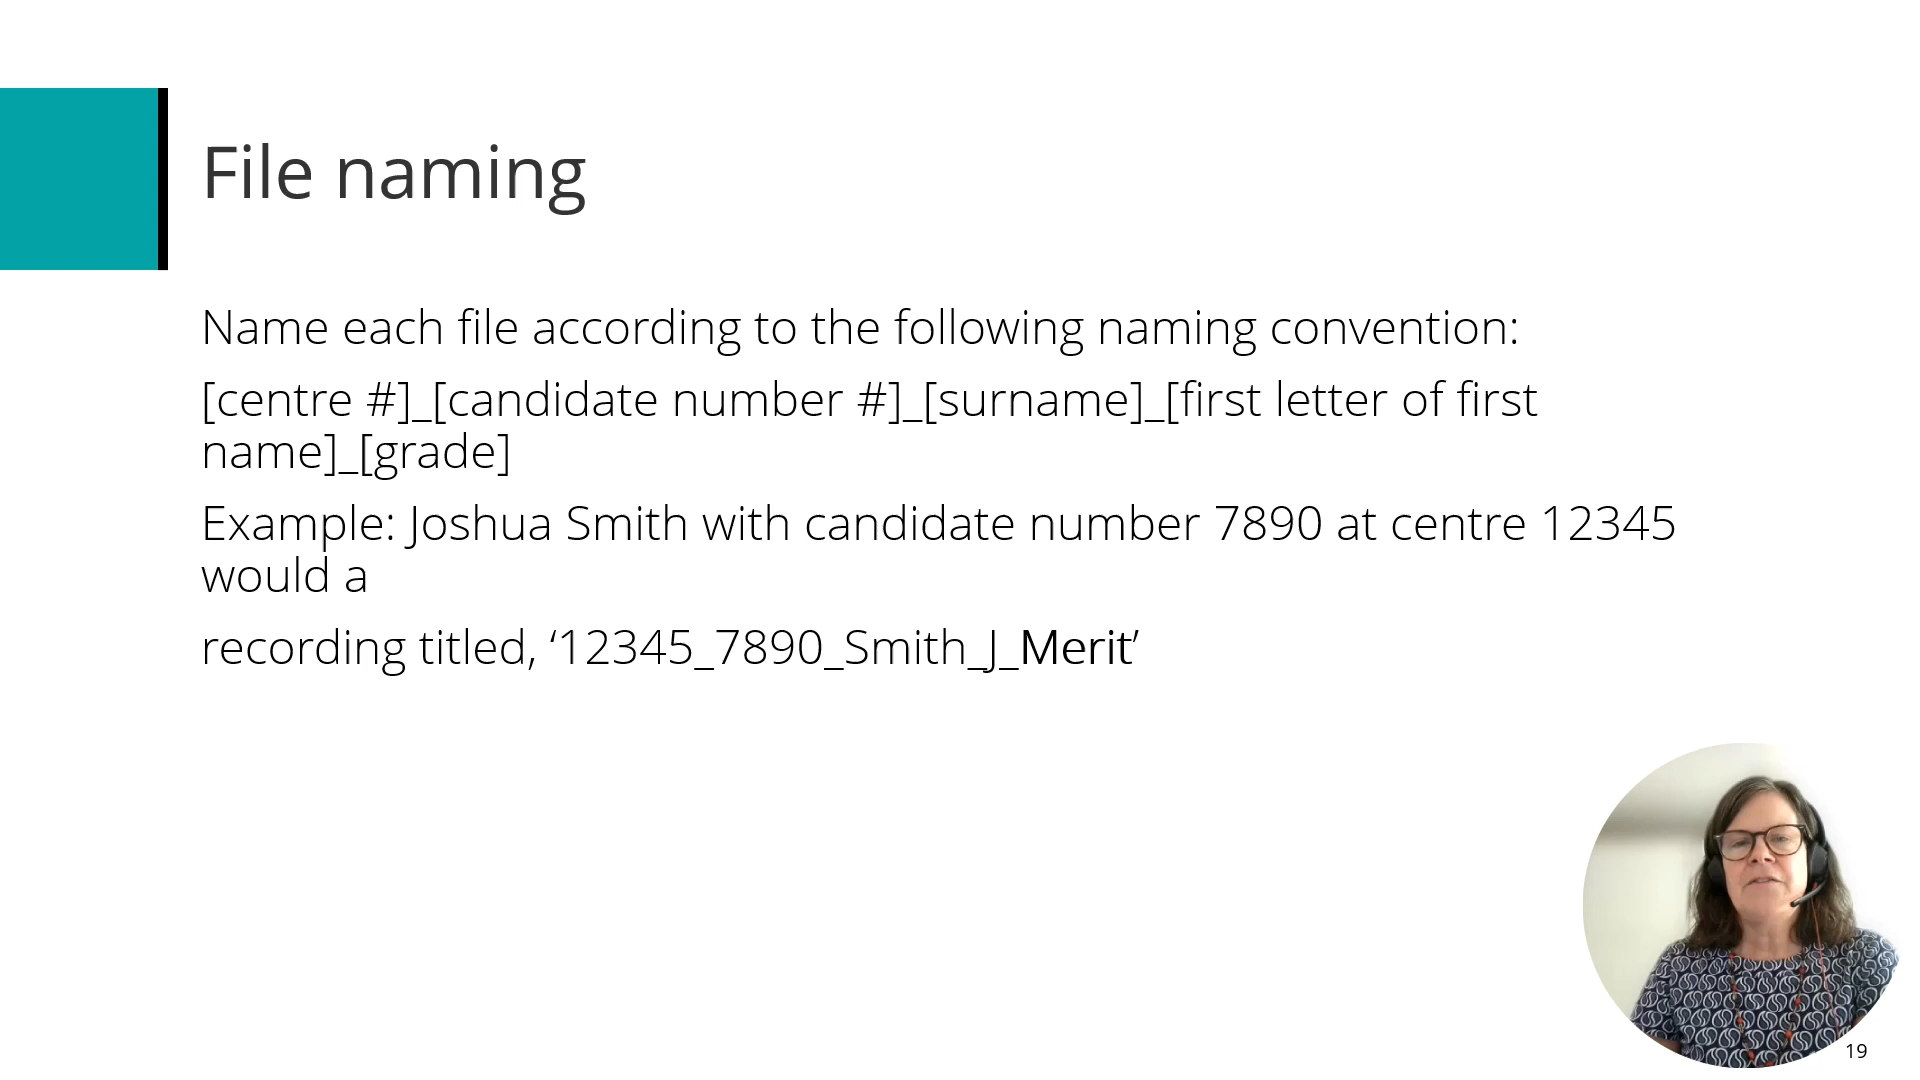 File naming
Name each file according to the following naming convention:
[centre #]_[candidate number #]_[surname]_[first letter of first
name]_[grade]
Example: Joshua Smith with candidate number 7890 at centre 12345
would a
recording titled, ‘12345_7890_Smith_J_Merit’
19